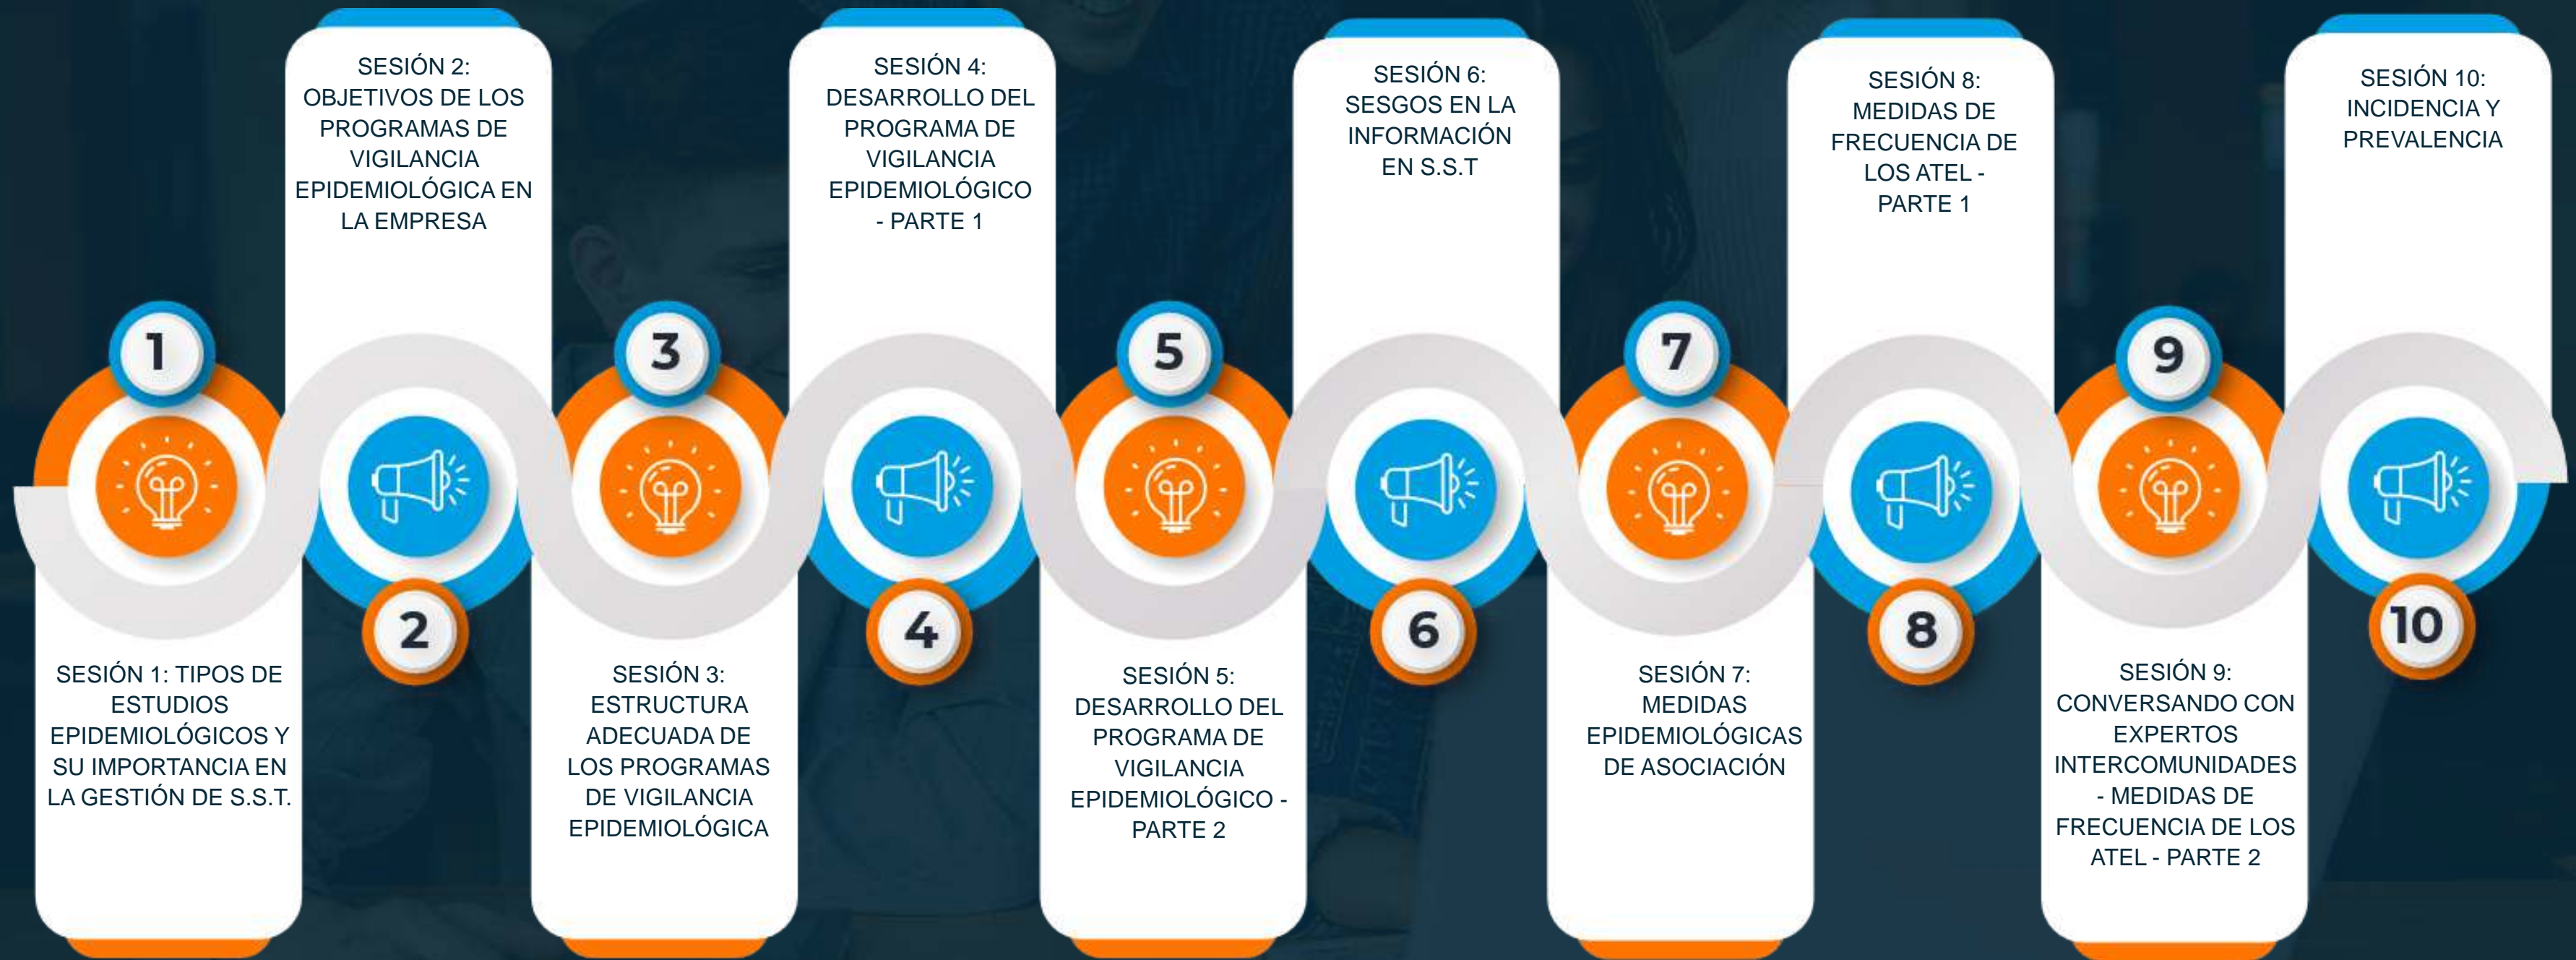 SESIÓN 2:
OBJETIVOS DE LOS
PROGRAMAS DE
VIGILANCIA
EPIDEMIOLÓGICA EN
LA EMPRESA
SESIÓN 4:
DESARROLLO DEL
PROGRAMA DE
VIGILANCIA
EPIDEMIOLÓGICO
- PARTE 1
SESIÓN 6:
SESGOS EN LA
INFORMACIÓN
EN S.S.T
SESIÓN 8:
MEDIDAS DE
FRECUENCIA DE
LOS ATEL -
PARTE 1
SESIÓN 10:
INCIDENCIA Y
PREVALENCIA
1
3
5
7
9
2
4
6
8
10
SESIÓN 1: TIPOS DE
ESTUDIOS
EPIDEMIOLÓGICOS Y
SU IMPORTANCIA EN
LA GESTIÓN DE S.S.T.
SESIÓN 3:
ESTRUCTURA
ADECUADA DE
LOS PROGRAMAS
DE VIGILANCIA
EPIDEMIOLÓGICA
SESIÓN 5:
DESARROLLO DEL
PROGRAMA DE
VIGILANCIA
EPIDEMIOLÓGICO -
PARTE 2
SESIÓN 7:
MEDIDAS
EPIDEMIOLÓGICAS
DE ASOCIACIÓN
SESIÓN 9:
CONVERSANDO CON
EXPERTOS
INTERCOMUNIDADES
- MEDIDAS DE
FRECUENCIA DE LOS
ATEL - PARTE 2